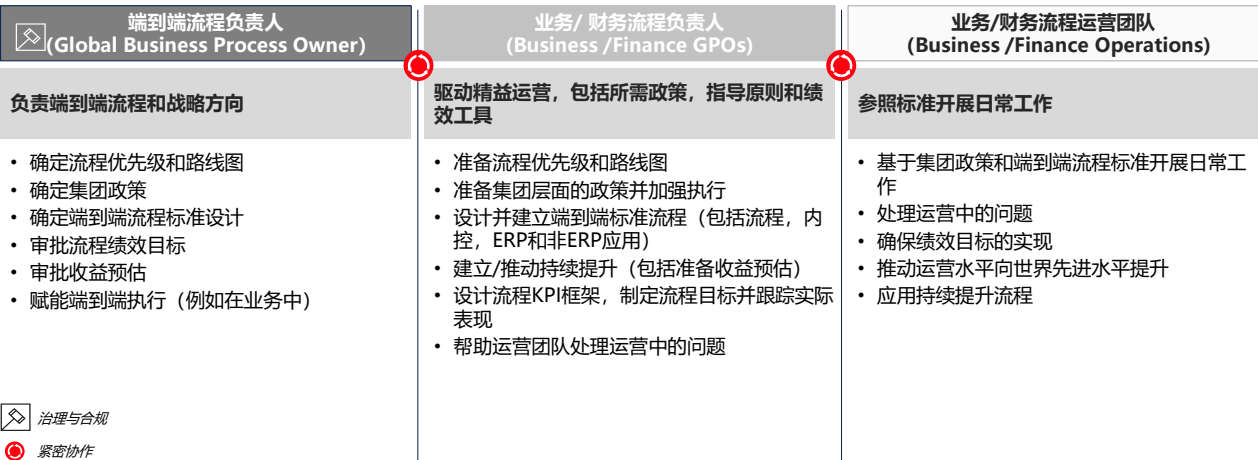 端到端流程负责人
(Global Business Process Owner)
负责端到端流程和战略方向
• 确定流程优先级和路线图
• 确定集团政策
• 确定端到端流程标准设计
• 审批流程绩效目标
• 审批收益预估
• 赋能端到端执行（例如在业务中）
业务/ 财务流程负责人
(Business /Finance GPOs)
驱动精益运营，包括所需政策，指导原则和绩
效工具
• 准备流程优先级和路线图
• 准备集团层面的政策并加强执行
• 设计并建立端到端标准流程（包括流程，内
控，ERP和非ERP应用）
• 建立/推动持续提升（包括准备收益预估）
• 设计流程KPI框架，制定流程目标并跟踪实际
表现
• 帮助运营团队处理运营中的问题
业务/财务流程运营团队
(Business /Finance Operations)
参照标准开展日常工作
• 基于集团政策和端到端流程标准开展日常工
作
• 处理运营中的问题
• 确保绩效目标的实现
• 推动运营水平向世界先进水平提升
• 应用持续提升流程
治理与合规
紧密协作